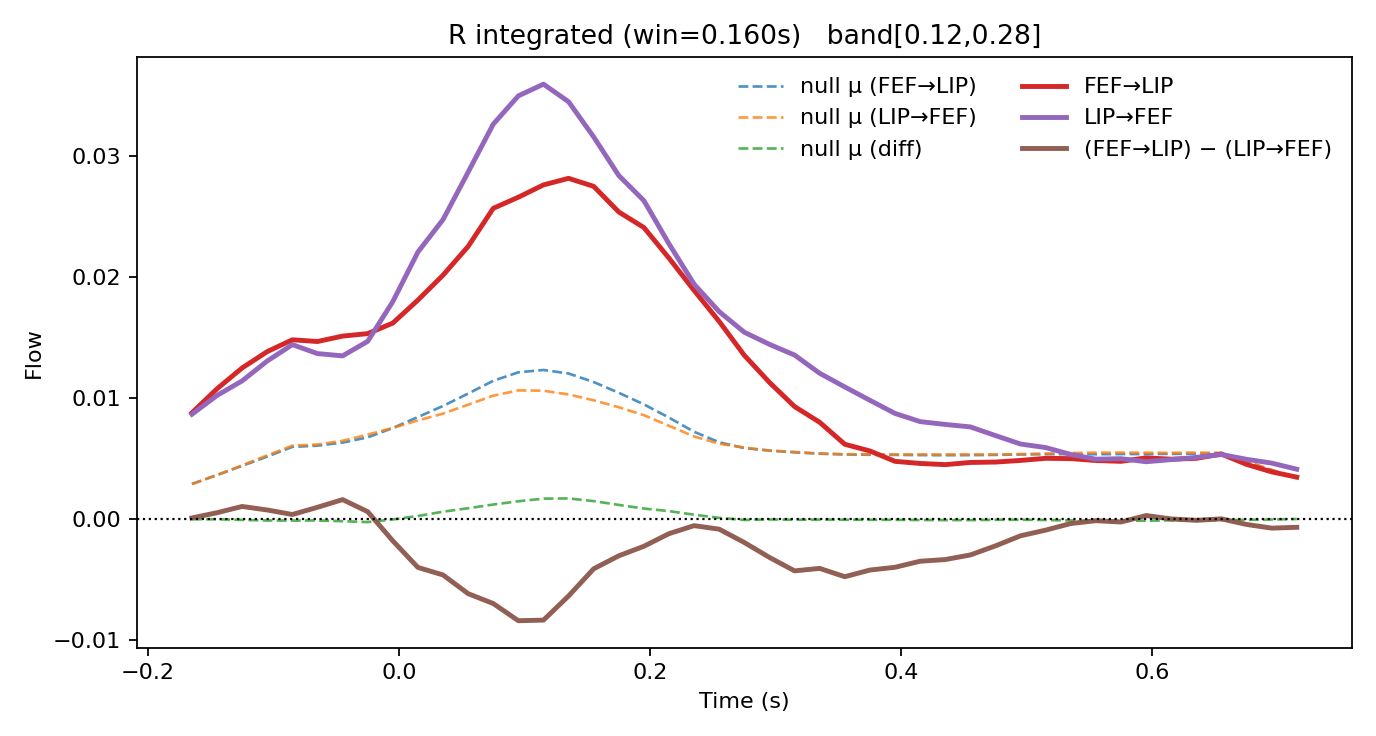 R integrated (win=0.160s)   band[0.12,0.28]
null μ (FEF→LIP)
null μ (LIP→FEF)
null μ (diff)
FEF→LIP
LIP→FEF
(FEF→LIP) − (LIP→FEF)
Flow
0.03
0.02
0.01
0.00
−0.01
−0.2
0.0
0.2
0.4
0.6
Time (s)